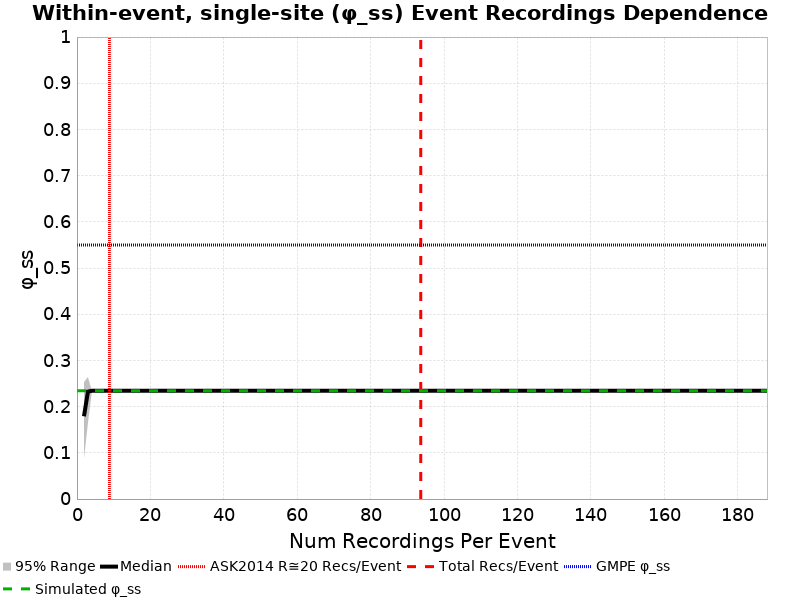 Within-event, single-site (φ_ss) Event Recordings Dependence
1
0.9
0.8
0.7
0.6
0.5
0.4
0.3
0.2
0.1
0
φ_ss
0 20 40 60 80 100 120 140 160 180
Num Recordings Per Event
95% Range Median ASK2014 R≅20 Recs/Event Total Recs/Event GMPE φ_ss
Simulated φ_ss